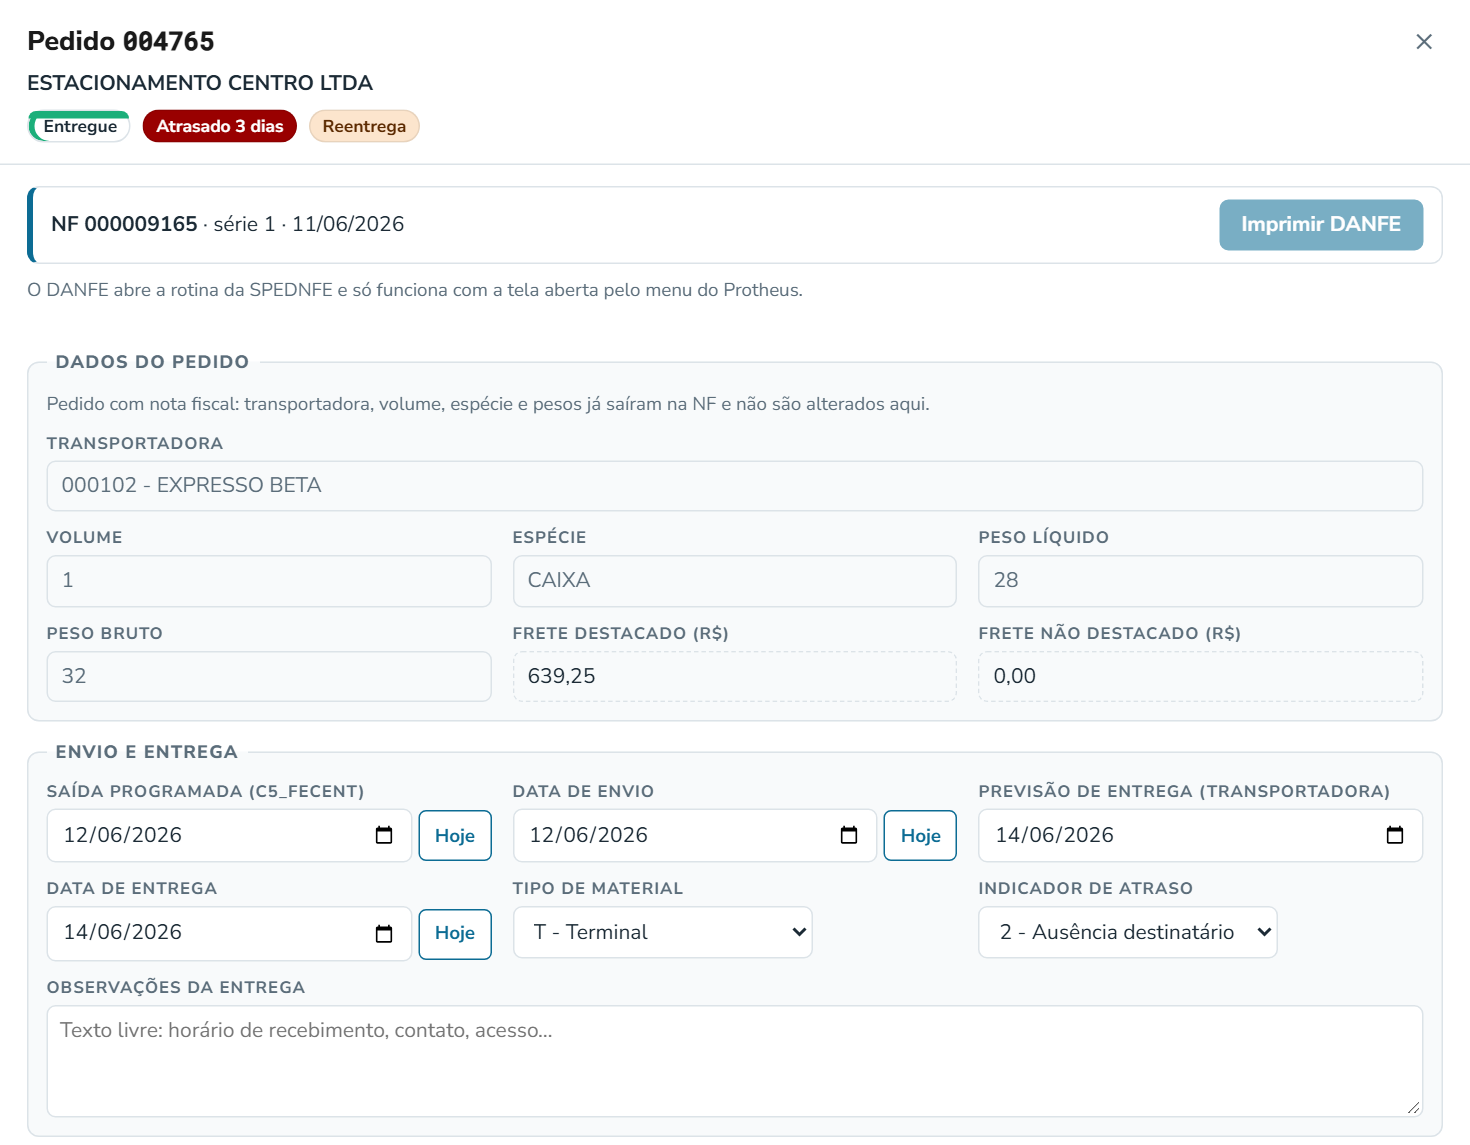 Pedido 004765
ESTACIONAMENTO CENTRO LTDA
Entregue Atrasado 3 dias Reentrega
NF 000009165 · série 1 · 11/06/2026 Imprimir DANFE
O DANFE abre a rotina da SPEDNFE e só funciona com a tela aberta pelo menu do Protheus.
DADOS DO PEDIDO
Pedido com nota fiscal: transportadora, volume, espécie e pesos já saíram na NF e não são alterados aqui.
TRANSPORTADORA
000102 - EXPRESSO BETA
VOLUME ESPÉCIE PESO LÍQUIDO
1 CAIXA 28
PESO BRUTO FRETE DESTACADO (R$) FRETE NÃO DESTACADO (R$)
32 639,25 0,00
ENVIO E ENTREGA
SAÍDA PROGRAMADA (C5_FECENT) DATA DE ENVIO PREVISÃO DE ENTREGA (TRANSPORTADORA)
12/06/2026 Hoje 12/06/2026 Hoje 14/06/2026
DATA DE ENTREGA TIPO DE MATERIAL INDICADOR DE ATRASO
14/06/2026 Hoje T - Terminal 2 - Ausência destinatário
OBSERVAÇÕES DA ENTREGA
Texto livre: horário de recebimento, contato, acesso...